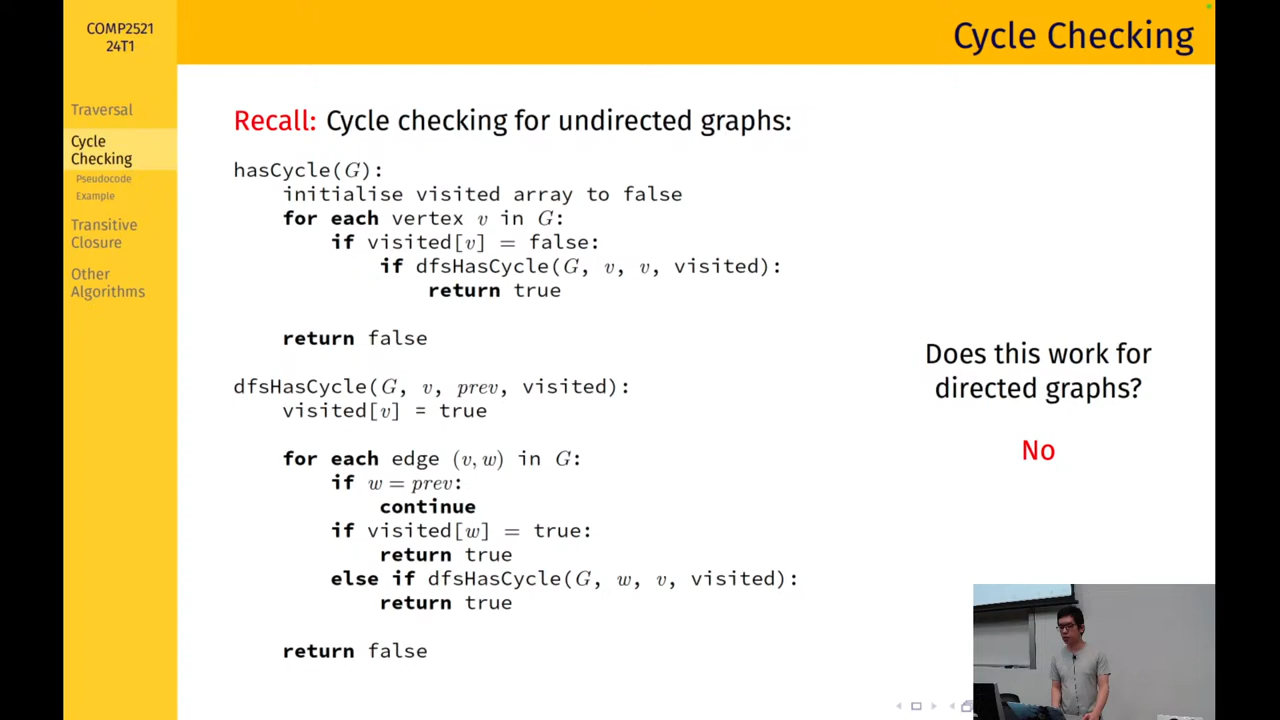 COMP2521
24T1
Cycle Checking
Traversal
Cycle
Checking
Pseudocode
Example
Transitive
Closure
Other
Algorithms
Recall: Cycle checking for undirected graphs:
hasCycle(G):
initialise visited array to false
for each vertex v in G:
if visited[v] = false:
if dfsHasCycle(G, v, v, visited):
return true
return false
dfsHasCycle(G, v, prev, visited):
visited[v] = true
for each edge (v, w) in G:
if w = prev:
continue
if visited[w] = true:
return true
else if dfsHasCycle(G, w, v, visited):
return true
return false
Does this work for
directed graphs?
No